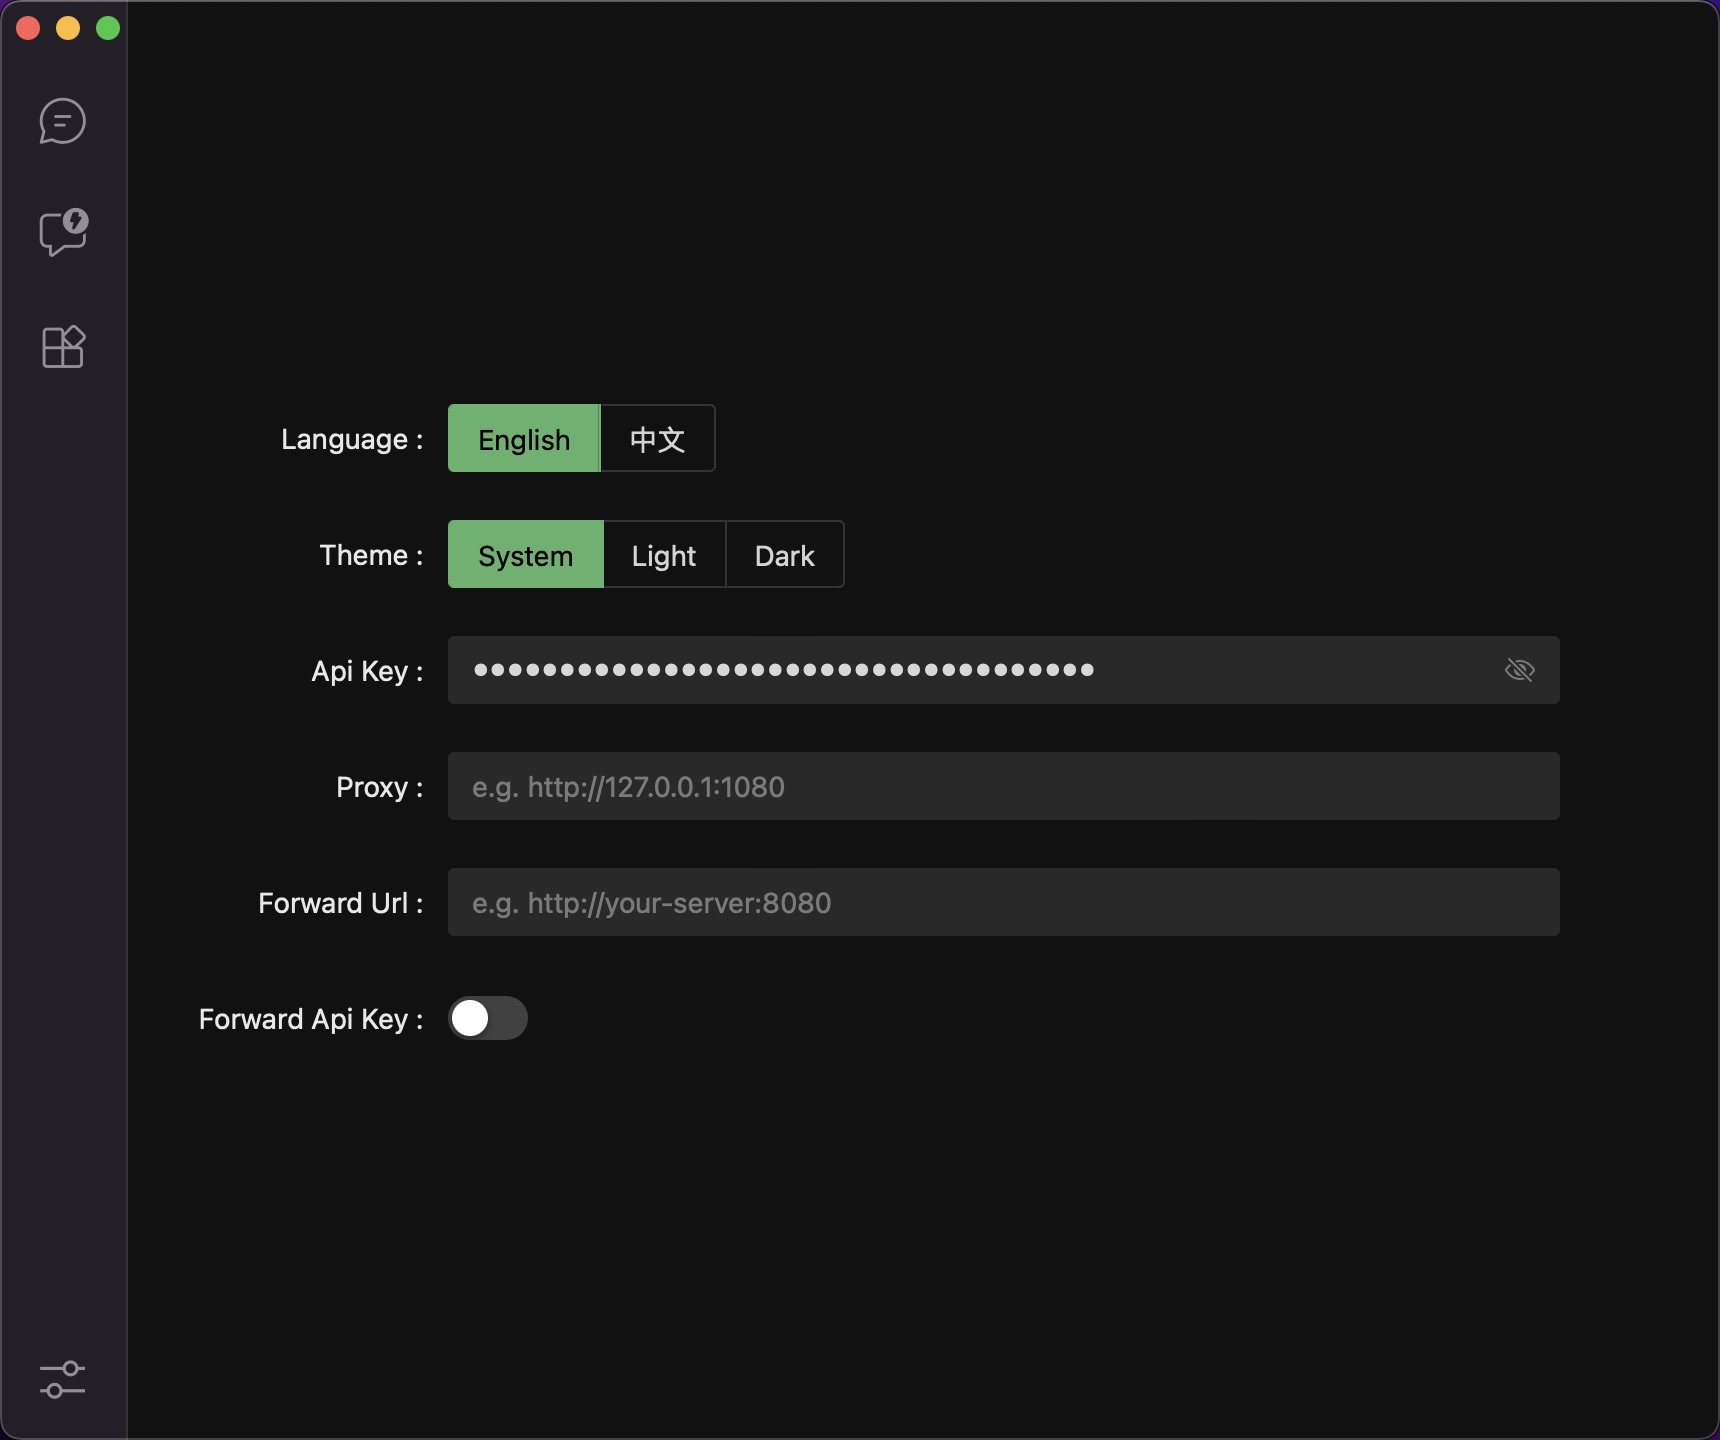 Language : English 中文
Theme : System Light Dark
Api Key : ••••••••••••••••••••••••••••••••••••
Proxy : e.g. http://127.0.0.1:1080
Forward Url : e.g. http://your-server:8080
Forward Api Key :